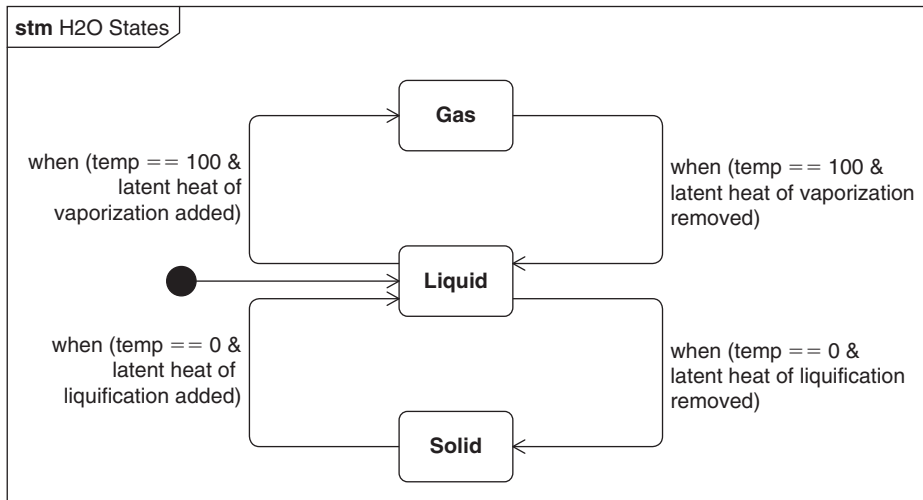 stm H2O States
Gas
when (temp == 100 &
latent heat of
vaporization added)
when (temp == 100 &
latent heat of vaporization
removed)
Liquid
when (temp == 0 &
latent heat of
liquification added)
when (temp == 0 &
latent heat of liquification
removed)
Solid